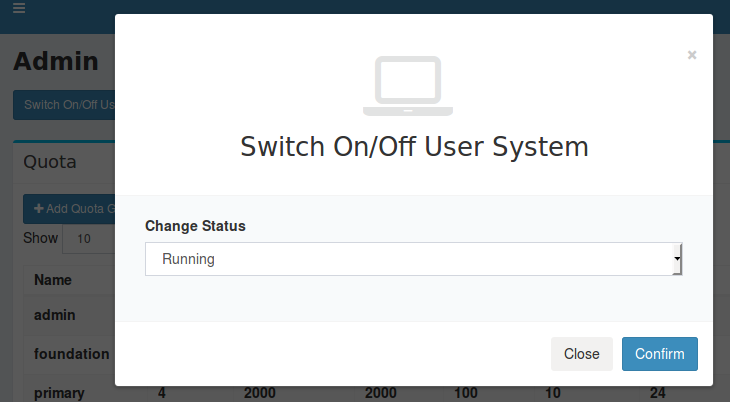 Admin
Switch On/Off Us
×
Switch On/Off User System
Quota
Add Quota G
Show 10
Change Status
Running
Name
admin
foundation
Close Confirm
primary 4 2000 2000 100 10 24